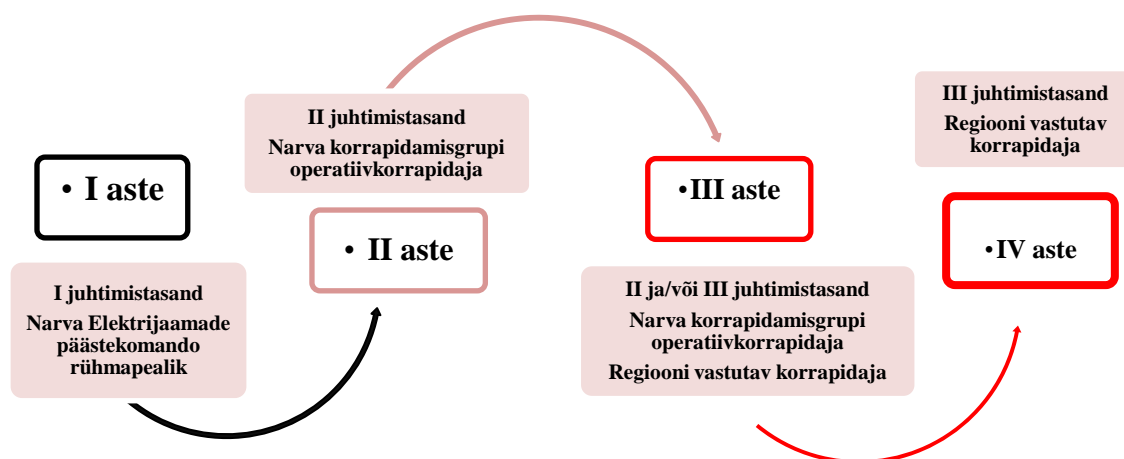 • I aste
I juhtimistasand
Narva Elektrijaamade
päästekomando
rühmapealik
II juhtimistasand
Narva korrapidamisgrupi
operatiivkorrapidaja
• II aste
•III aste
II ja/või III juhtimistasand
Narva korrapidamisgrupi
operatiivkorrapidaja
Regiooni vastutav korrapidaja
III juhtimistasand
Regiooni vastutav
korrapidaja
•IV aste